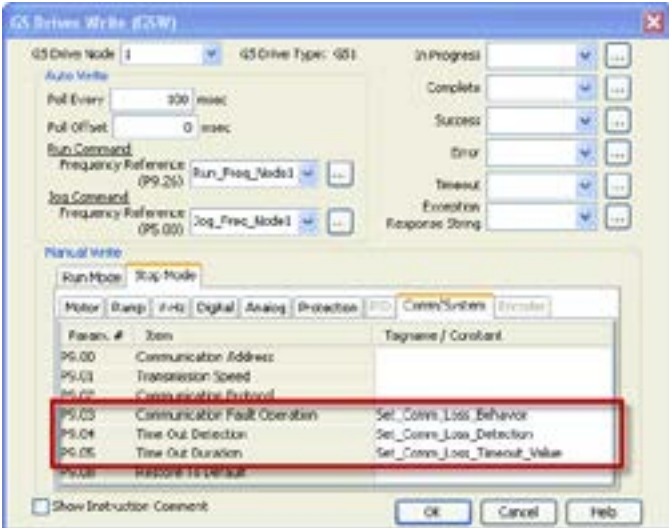 GS Drives Write (GSW)
GS Drive Node 1 GS Drive Type: GS1
Auto Write
Poll Every 100 msec
Poll Offset 0 msec
Run Command
Frequency Reference
(P9.26) Run_Freq_Node1 ...
Jog Command
Frequency Reference
(P5.00) Jog_Freq_Node1 ...
In Progress ...
Complete ...
Success ...
Error ...
Timeout ...
Exception
Response String ...
Manual Write
Run Mode Stop Mode
Motor Ramp V-Hz Digital Analog Protection PID Comm/System Encoder
Param. # Item Tagname / Constant
P9.00 Communication Address
P9.01 Transmission Speed
P9.02 Communication Protocol
P9.03 Communication Fault Operation Set_Comm_Loss_Behavior
P9.04 Time Out Detection Set_Comm_Loss_Detection
P9.05 Time Out Duration Set_Comm_Loss_Timeout_Value
P9.08 Restore To Default
Show Instruction Comment OK Cancel Help